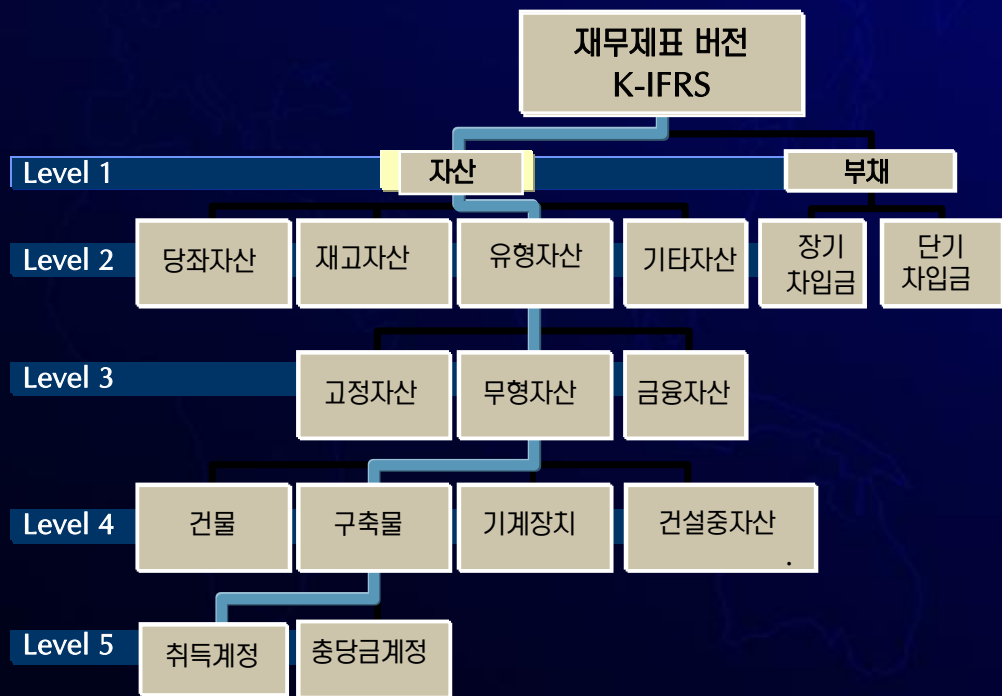 재무제표 버전
K-IFRS
Level 1
자산
부채
Level 2
당좌자산
재고자산
유형자산
기타자산
장기
차입금
단기
차입금
Level 3
고정자산
무형자산
금융자산
Level 4
건물
구축물
기계장치
건설중자산
.
Level 5
취득계정
충당금계정